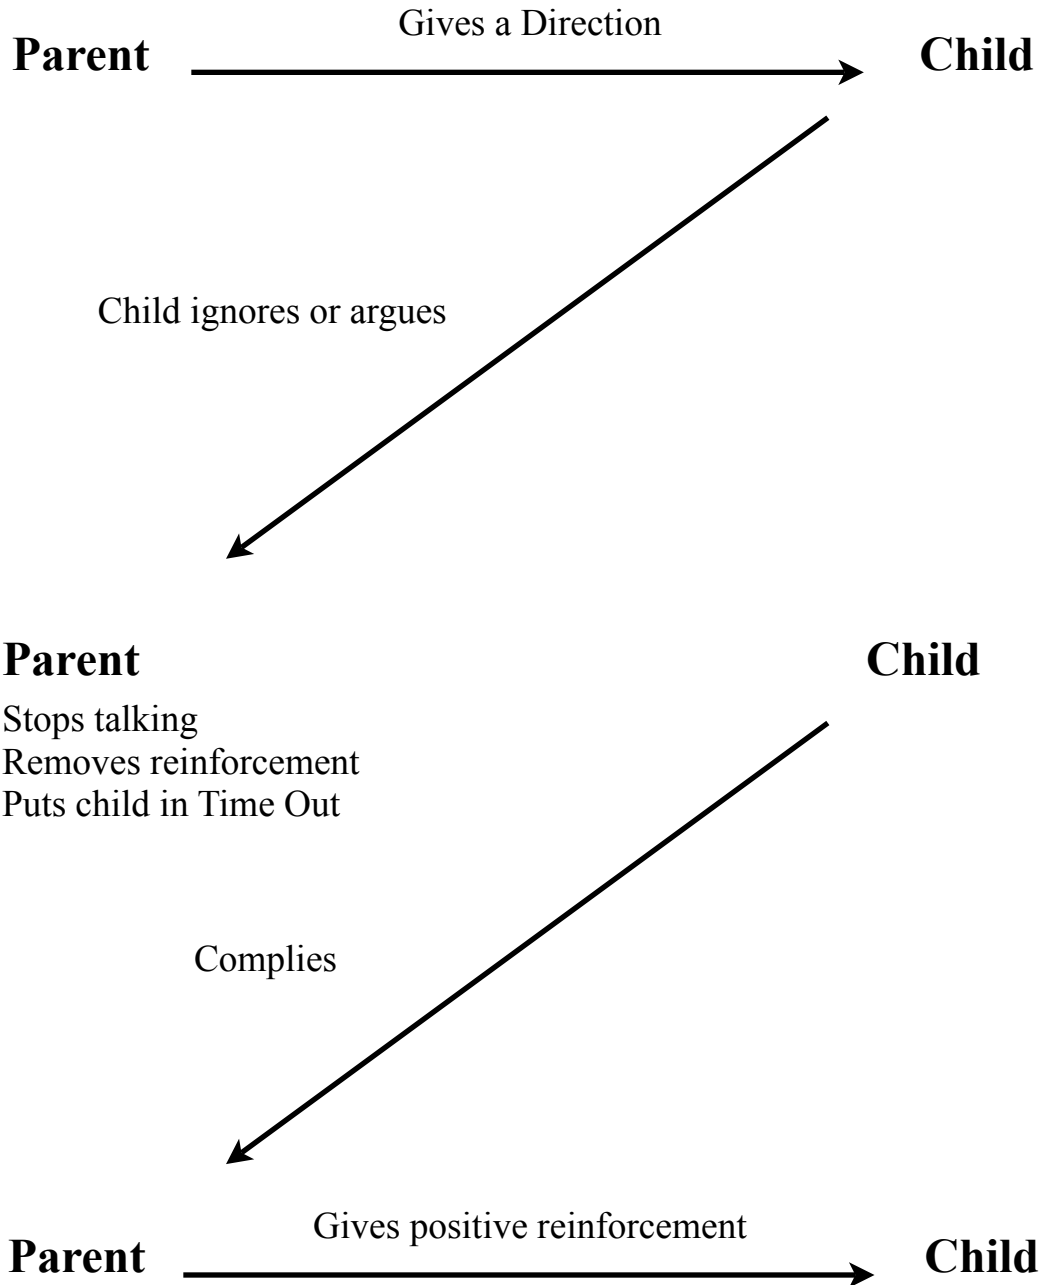 Gives a Direction
Parent
Child
Child ignores or argues
Parent
Child
Stops talking
Removes reinforcement
Puts child in Time Out
Complies
Gives positive reinforcement
Parent
Child